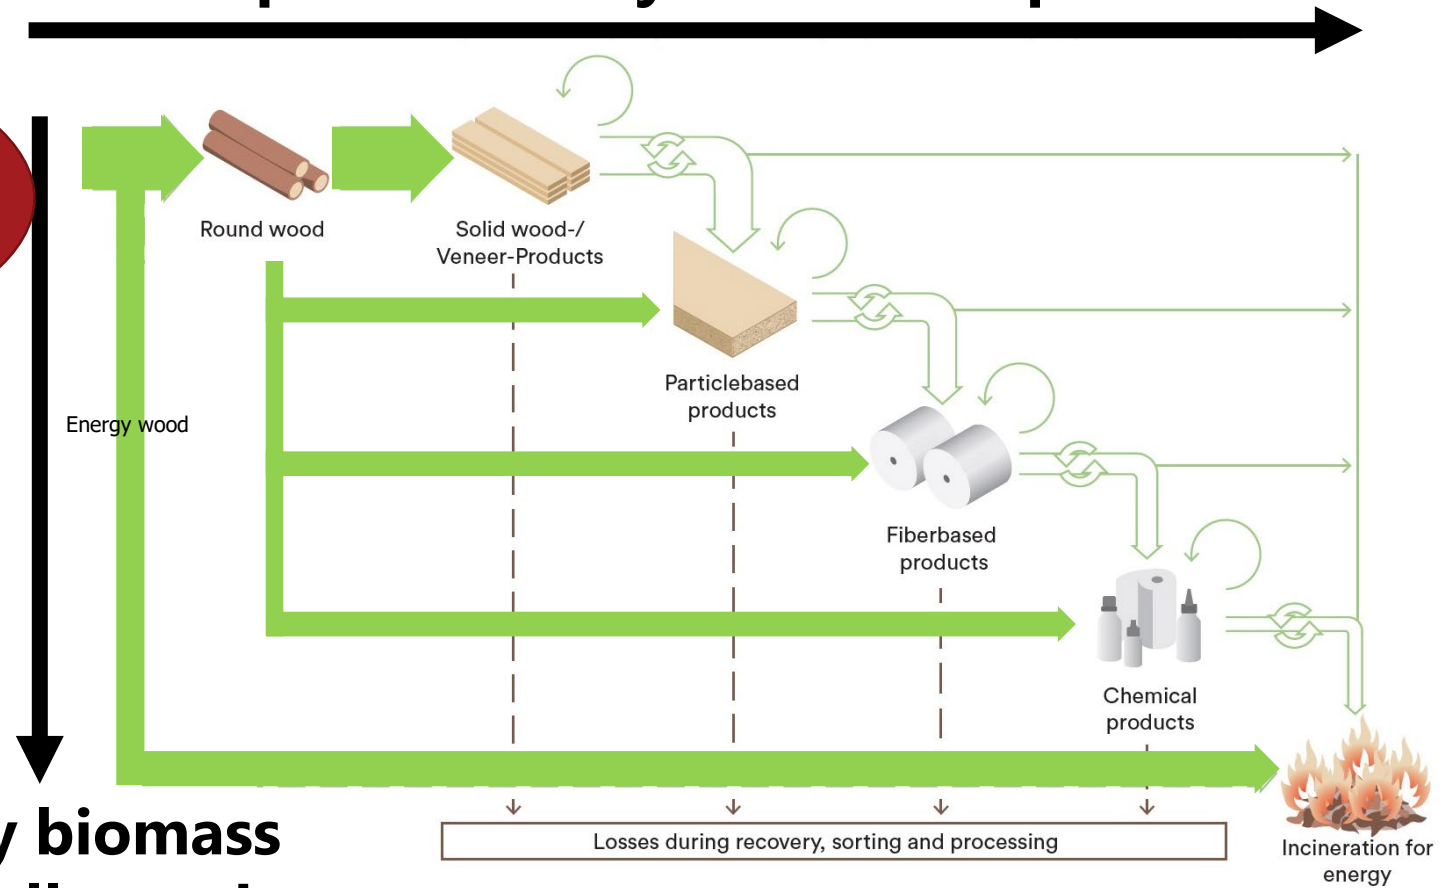 Round wood
Solid wood-/
Veneer-Products
Particlebased
products
Energy wood
Fiberbased
products
Chemical
products
biomass
Losses during recovery, sorting and processing
Incineration for
energy